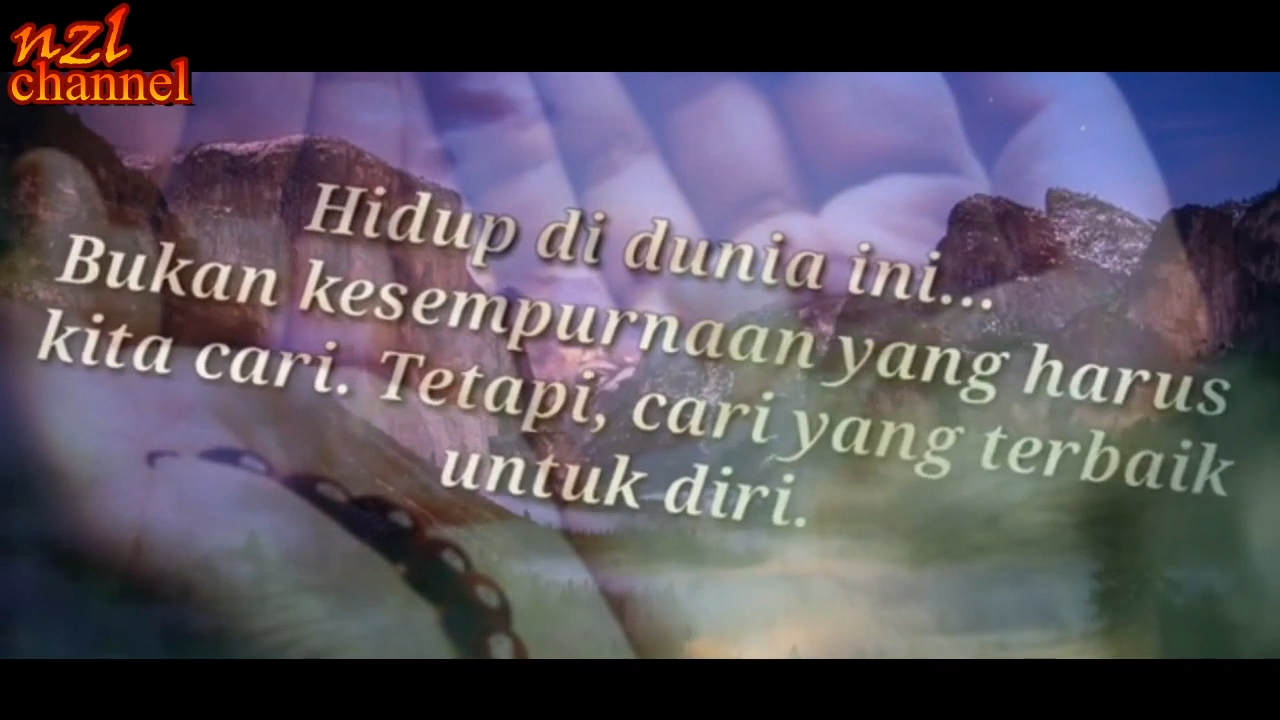 nzl
channel
Hidup di dunia ini...
Bukan kesempurnaan yang harus
kita cari. Tetapi, cari yang terbaik
untuk diri.